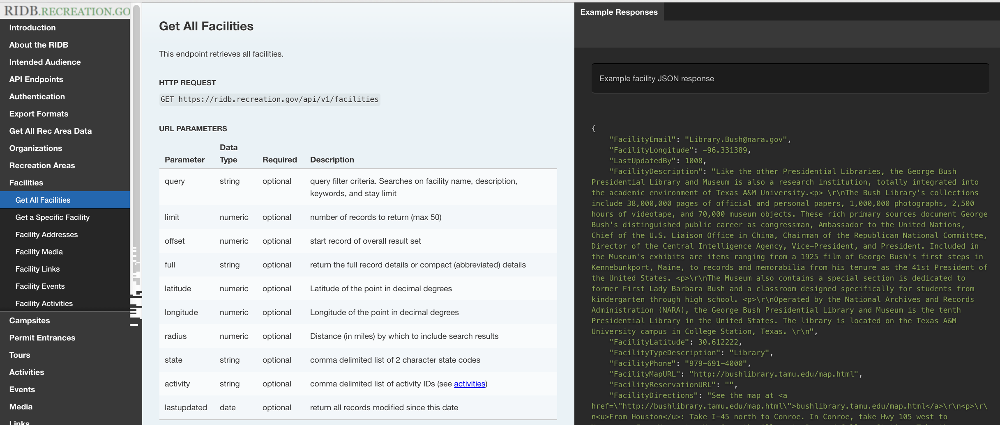 RIDB.RECREATION.GO
Introduction
About the RIDB
Intended Audience
API Endpoints
Authentication
Export Formats
Get All Rec Area Data
Organizations
Recreation Areas
Facilities
Get All Facilities
Get a Specific Facility
Facility Addresses
Facility Media
Facility Links
Facility Events
Facility Activities
Campsites
Permit Entrances
Tours
Activities
Events
Media
Links
Get All Facilities
This endpoint retrieves all facilities.
HTTP REQUEST
GET https://ridb.recreation.gov/api/v1/facilities
URL PARAMETERS
Parameter Data Type Required Description
query string optional query filter criteria. Searches on facility name, description,
keywords, and stay limit
limit numeric optional number of records to return (max 50)
offset numeric optional start record of overall result set
full string optional return the full record details or compact (abbreviated) details
latitude numeric optional Latitude of the point in decimal degrees
longitude numeric optional Longitude of the point in decimal degrees
radius numeric optional Distance (in miles) by which to include search results
state string optional comma delimited list of 2 character state codes
activity string optional comma delimited list of activity IDs (see activities)
lastupdated date optional return all records modified since this date
Example Responses
Example facility JSON response
{
"FacilityEmail": "Library.Bush@nara.gov",
"FacilityLongitude": -96.331389,
"LastUpdatedBy": 1008,
"FacilityDescription": "Like the other Presidential Libraries, the George Bush
Presidential Library and Museum is also a research institution, totally integrated into
the academic environment of Texas A&M University.<p> \r\nThe Bush Library's collections
include 38,000,000 pages of official and personal papers, 1,000,000 photographs, 2,500
hours of videotape, and 70,000 museum objects. These rich primary sources document George
Bush's distinguished public career as congressman, Ambassador to the United Nations,
Chief of the U.S. Liaison Office in China, Chairman of the Republican National Committee,
Director of the Central Intelligence Agency, Vice-President, and President. Included in
the Museum's exhibits are items ranging from a 1925 film of George Bush's first steps in
Kennebunkport, Maine, to records and memorabilia from his tenure as the 41st President of
the United States. <p>\r\nThe Museum also contains a special section is dedicated to
former First Lady Barbara Bush and a classroom designed specifically for students from
kindergarten through high school. <p>\r\nOperated by the National Archives and Records
Administration (NARA), the George Bush Presidential Library and Museum is the tenth
Presidential Library in the United States. The library is located on the Texas A&M
University campus in College Station, Texas. \r\n",
"FacilityLatitude": 30.612222,
"FacilityTypeDescription": "Library",
"FacilityPhone": "979-691-4000",
"FacilityMapURL": "http://bushlibrary.tamu.edu/map.html",
"FacilityReservationURL": "",
"FacilityDirections": "See the map at <a
href=\"http://bushlibrary.tamu.edu/map.html\">bushlibrary.tamu.edu/map.html</a>\r\n<p>\r\
n<u>From Houston</u>: Take I-45 north to Conroe. In Conroe, take Hwy 105 west to